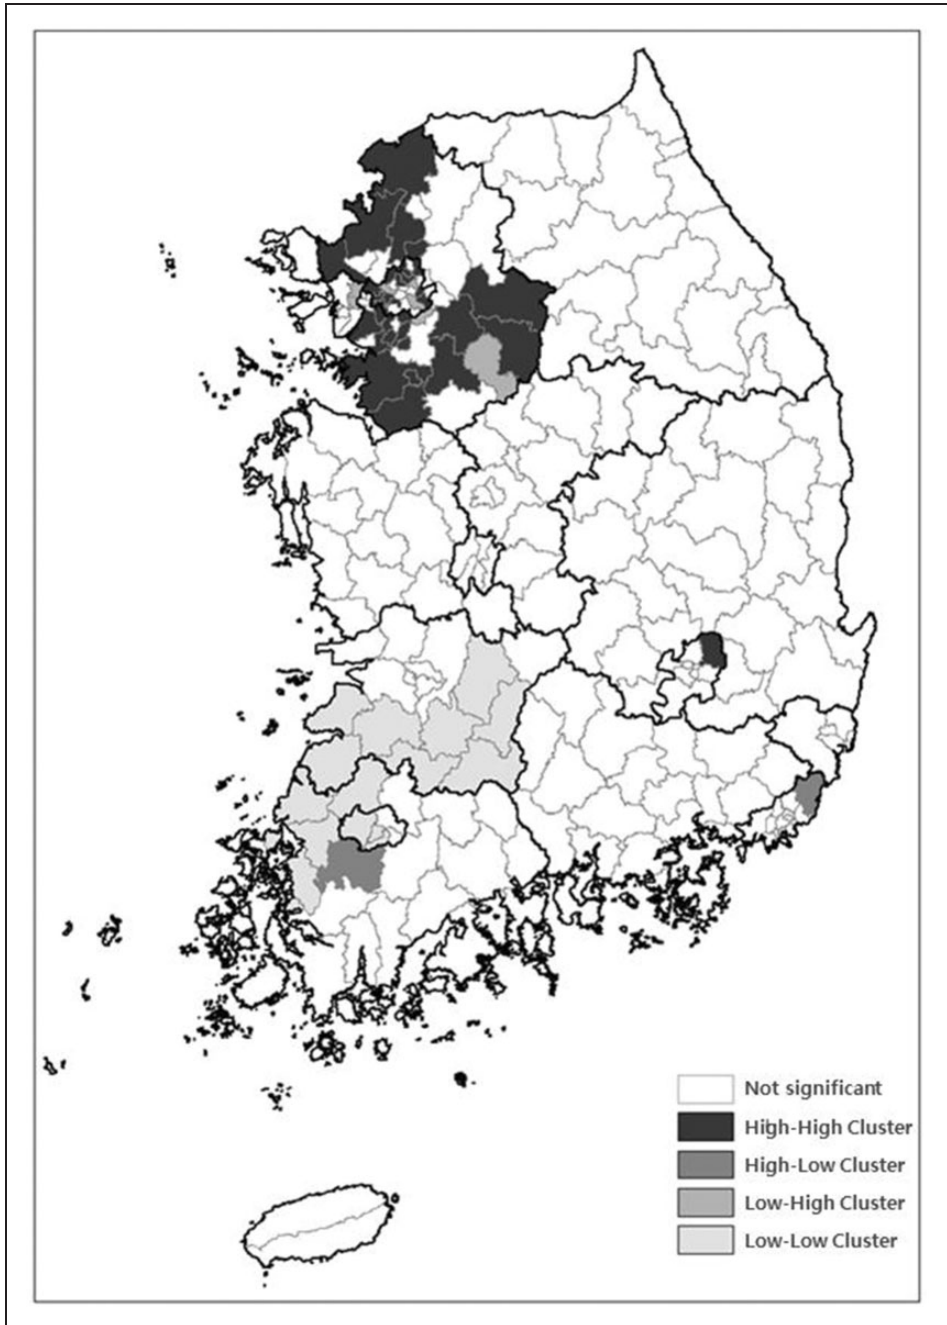 Not significant
High-High Cluster
High-Low Cluster
Low-High Cluster
Low-Low Cluster